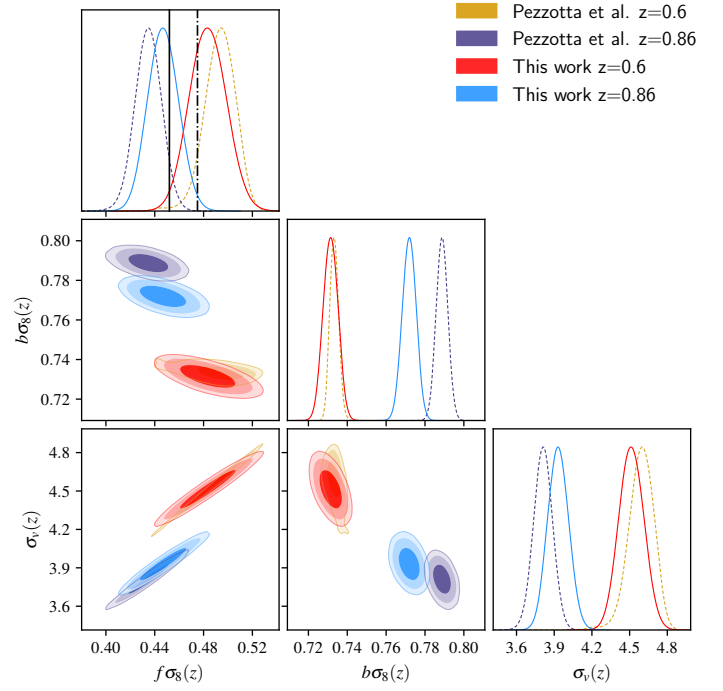 Pezzotta et al. z=0.6
Pezzotta et al. z=0.86
This work z=0.6
This work z=0.86
0.80
0.78
0.76
0.74
0.72
bσ₈(z)
4.8
4.5
4.2
3.9
3.6
σᵥ(z)
0.40 0.44 0.48 0.52
fσ₈(z)
0.72 0.74 0.76 0.78 0.80
bσ₈(z)
3.6 4.2 4.5 4.8
σᵥ(z)